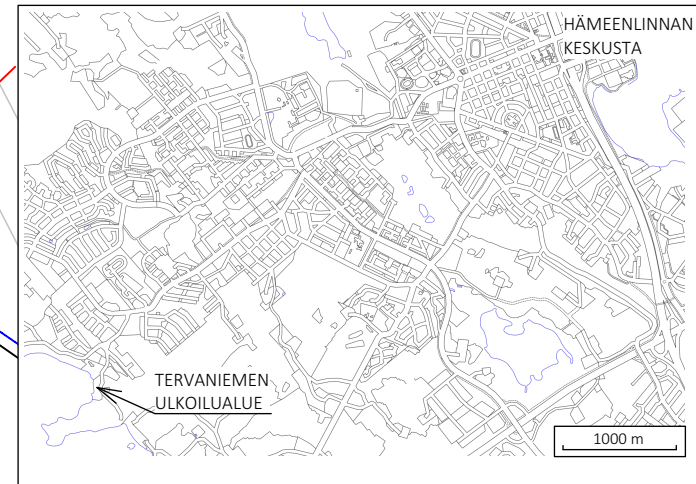 HÄMEENLINNAN
KESKUSTA
TERVANIEMEN
ULKOILUALUE
1000 m